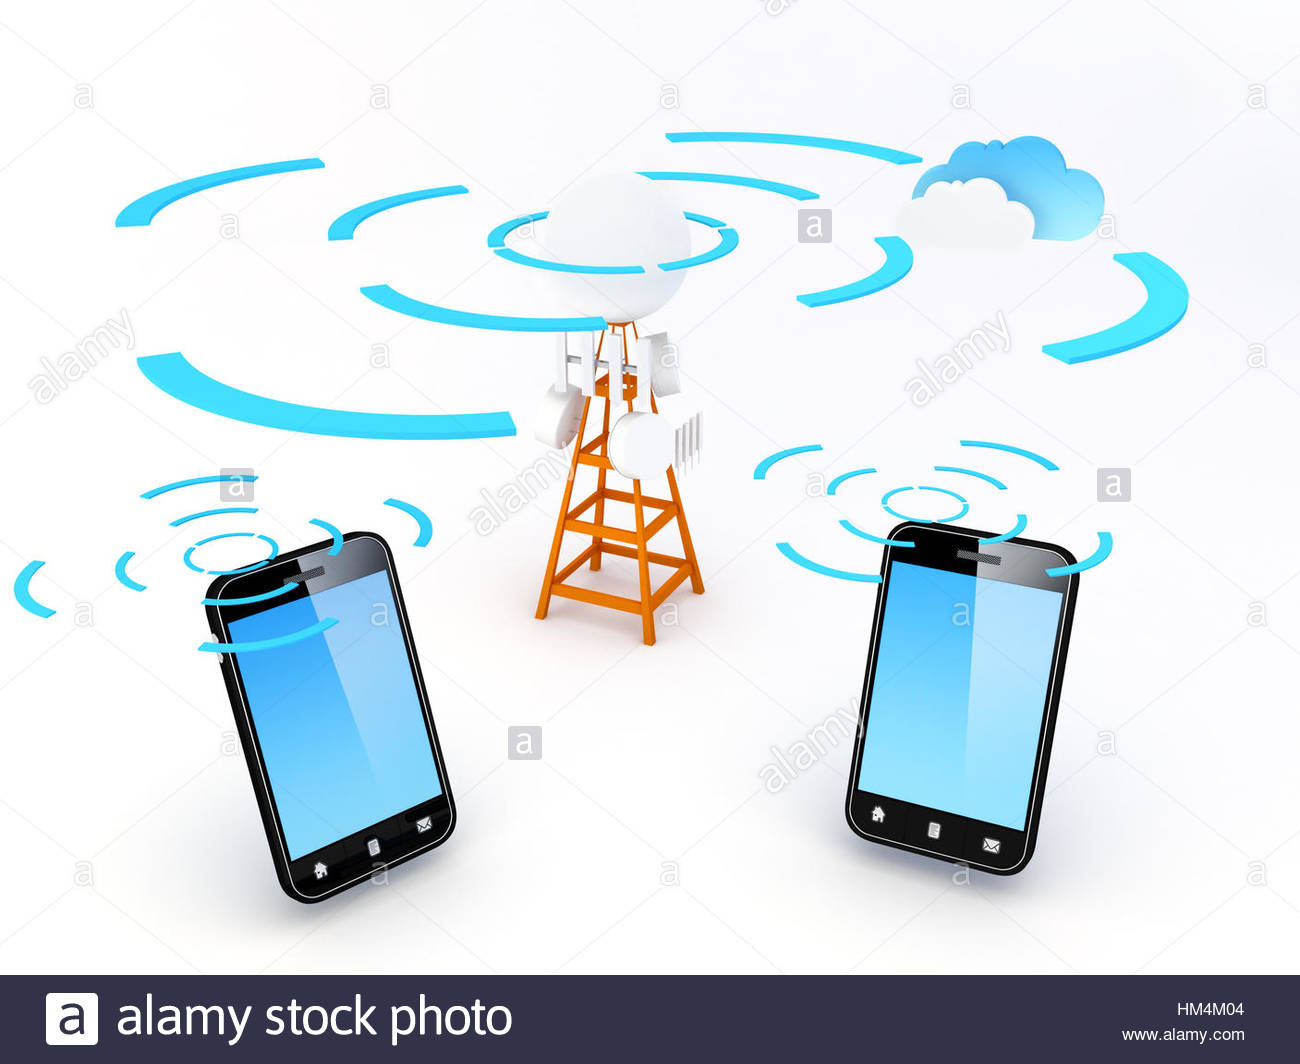 a a a a a
a a a
alamy a a alamy a
alamy
a a
a a a a
a alamy a
a a a a a
a alamy stock photo
HM4M04
www.alamy.com